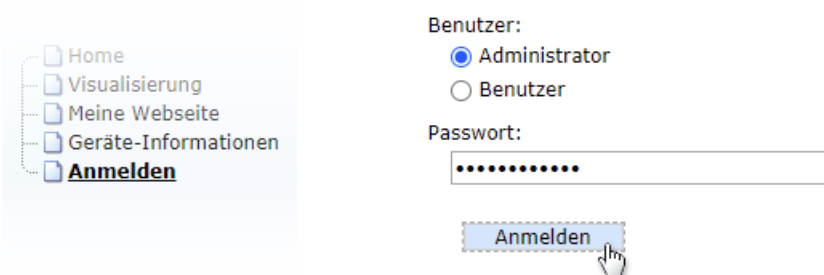 Home
Visualisierung
Meine Webseite
Geräte-Informationen
Anmelden
Benutzer:
Administrator
Benutzer
Passwort:
••••••••••••
Anmelden